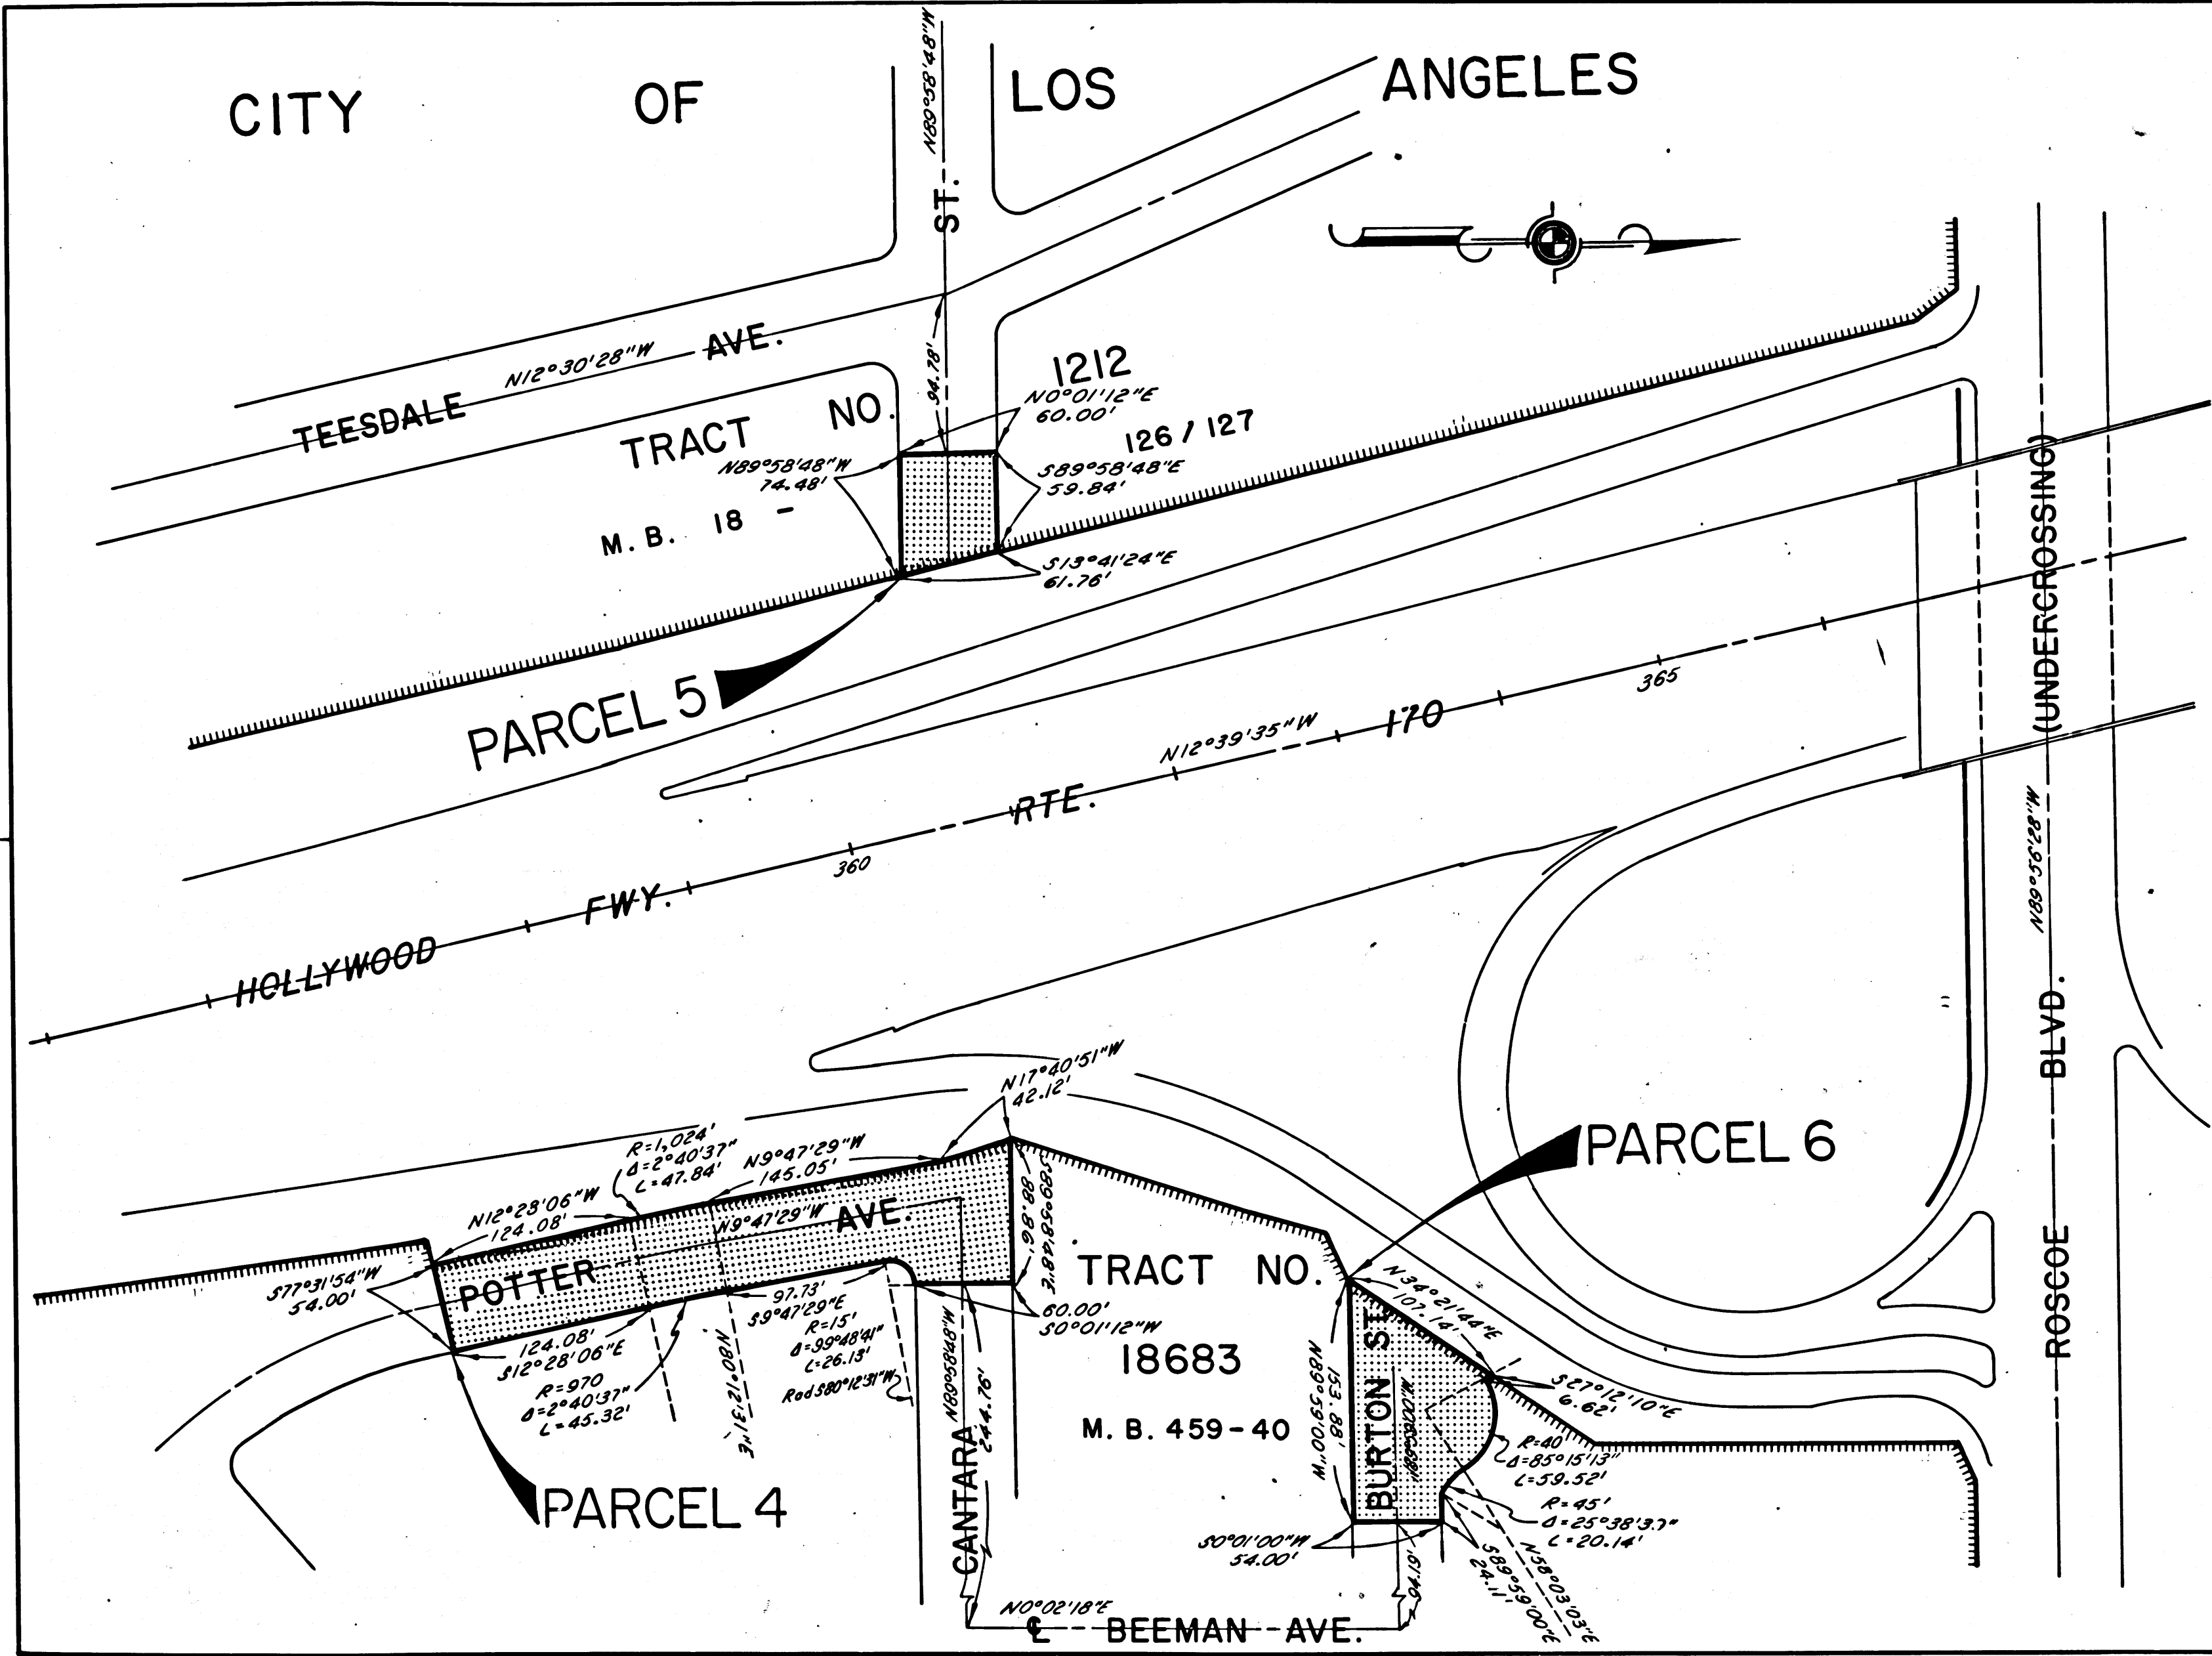 CITY OF LOS ANGELES
N89°58'48"W
ST.
TEESDALE AVE.
N12°30'28"W
94.78'
TRACT NO. 1212
N0°01'12"E
60.00'
M. B. 18 - 126 / 127
N89°58'48"W
74.48'
S89°58'48"E
59.84'
S13°41'24"E
61.76'
PARCEL 5
HOLLYWOOD FWY. RTE. 170
N12°39'35"W
360
365
(UNDERCROSSING)
N89°56'28"W
ROSCOE BLVD.
N17°40'51"W
42.12'
R=1,024'
Δ=2°40'37"
L=47.84'
N9°47'29"W
145.05'
N12°28'06"W
124.08'
S77°31'54"W
54.00'
POTTER AVE.
N9°47'29"W
S89°58'48"E
88.86'
124.08'
S12°28'06"E
R=970
Δ=2°40'37"
L=45.32'
N80°12'31"E
97.73'
S9°47'29"E
R=15'
Δ=99°48'41"
L=26.13'
Rad S80°12'31"W
60.00'
S0°01'12"W
PARCEL 4
N89°58'48"W
244.76'
CANTARA
TRACT NO.
18683
M. B. 459-40
PARCEL 6
N34°21'44"E
107.14'
N89°59'00"W
153.88'
BURTON ST.
S27°12'10"E
6.62'
R=40'
Δ=85°15'13"
L=59.52'
R=45'
Δ=25°38'37"
L=20.14'
S0°01'00"W
54.00'
94.19'
S89°59'00"E
24.11'
N58°03'03"E
N0°02'18"E
℄ BEEMAN AVE.